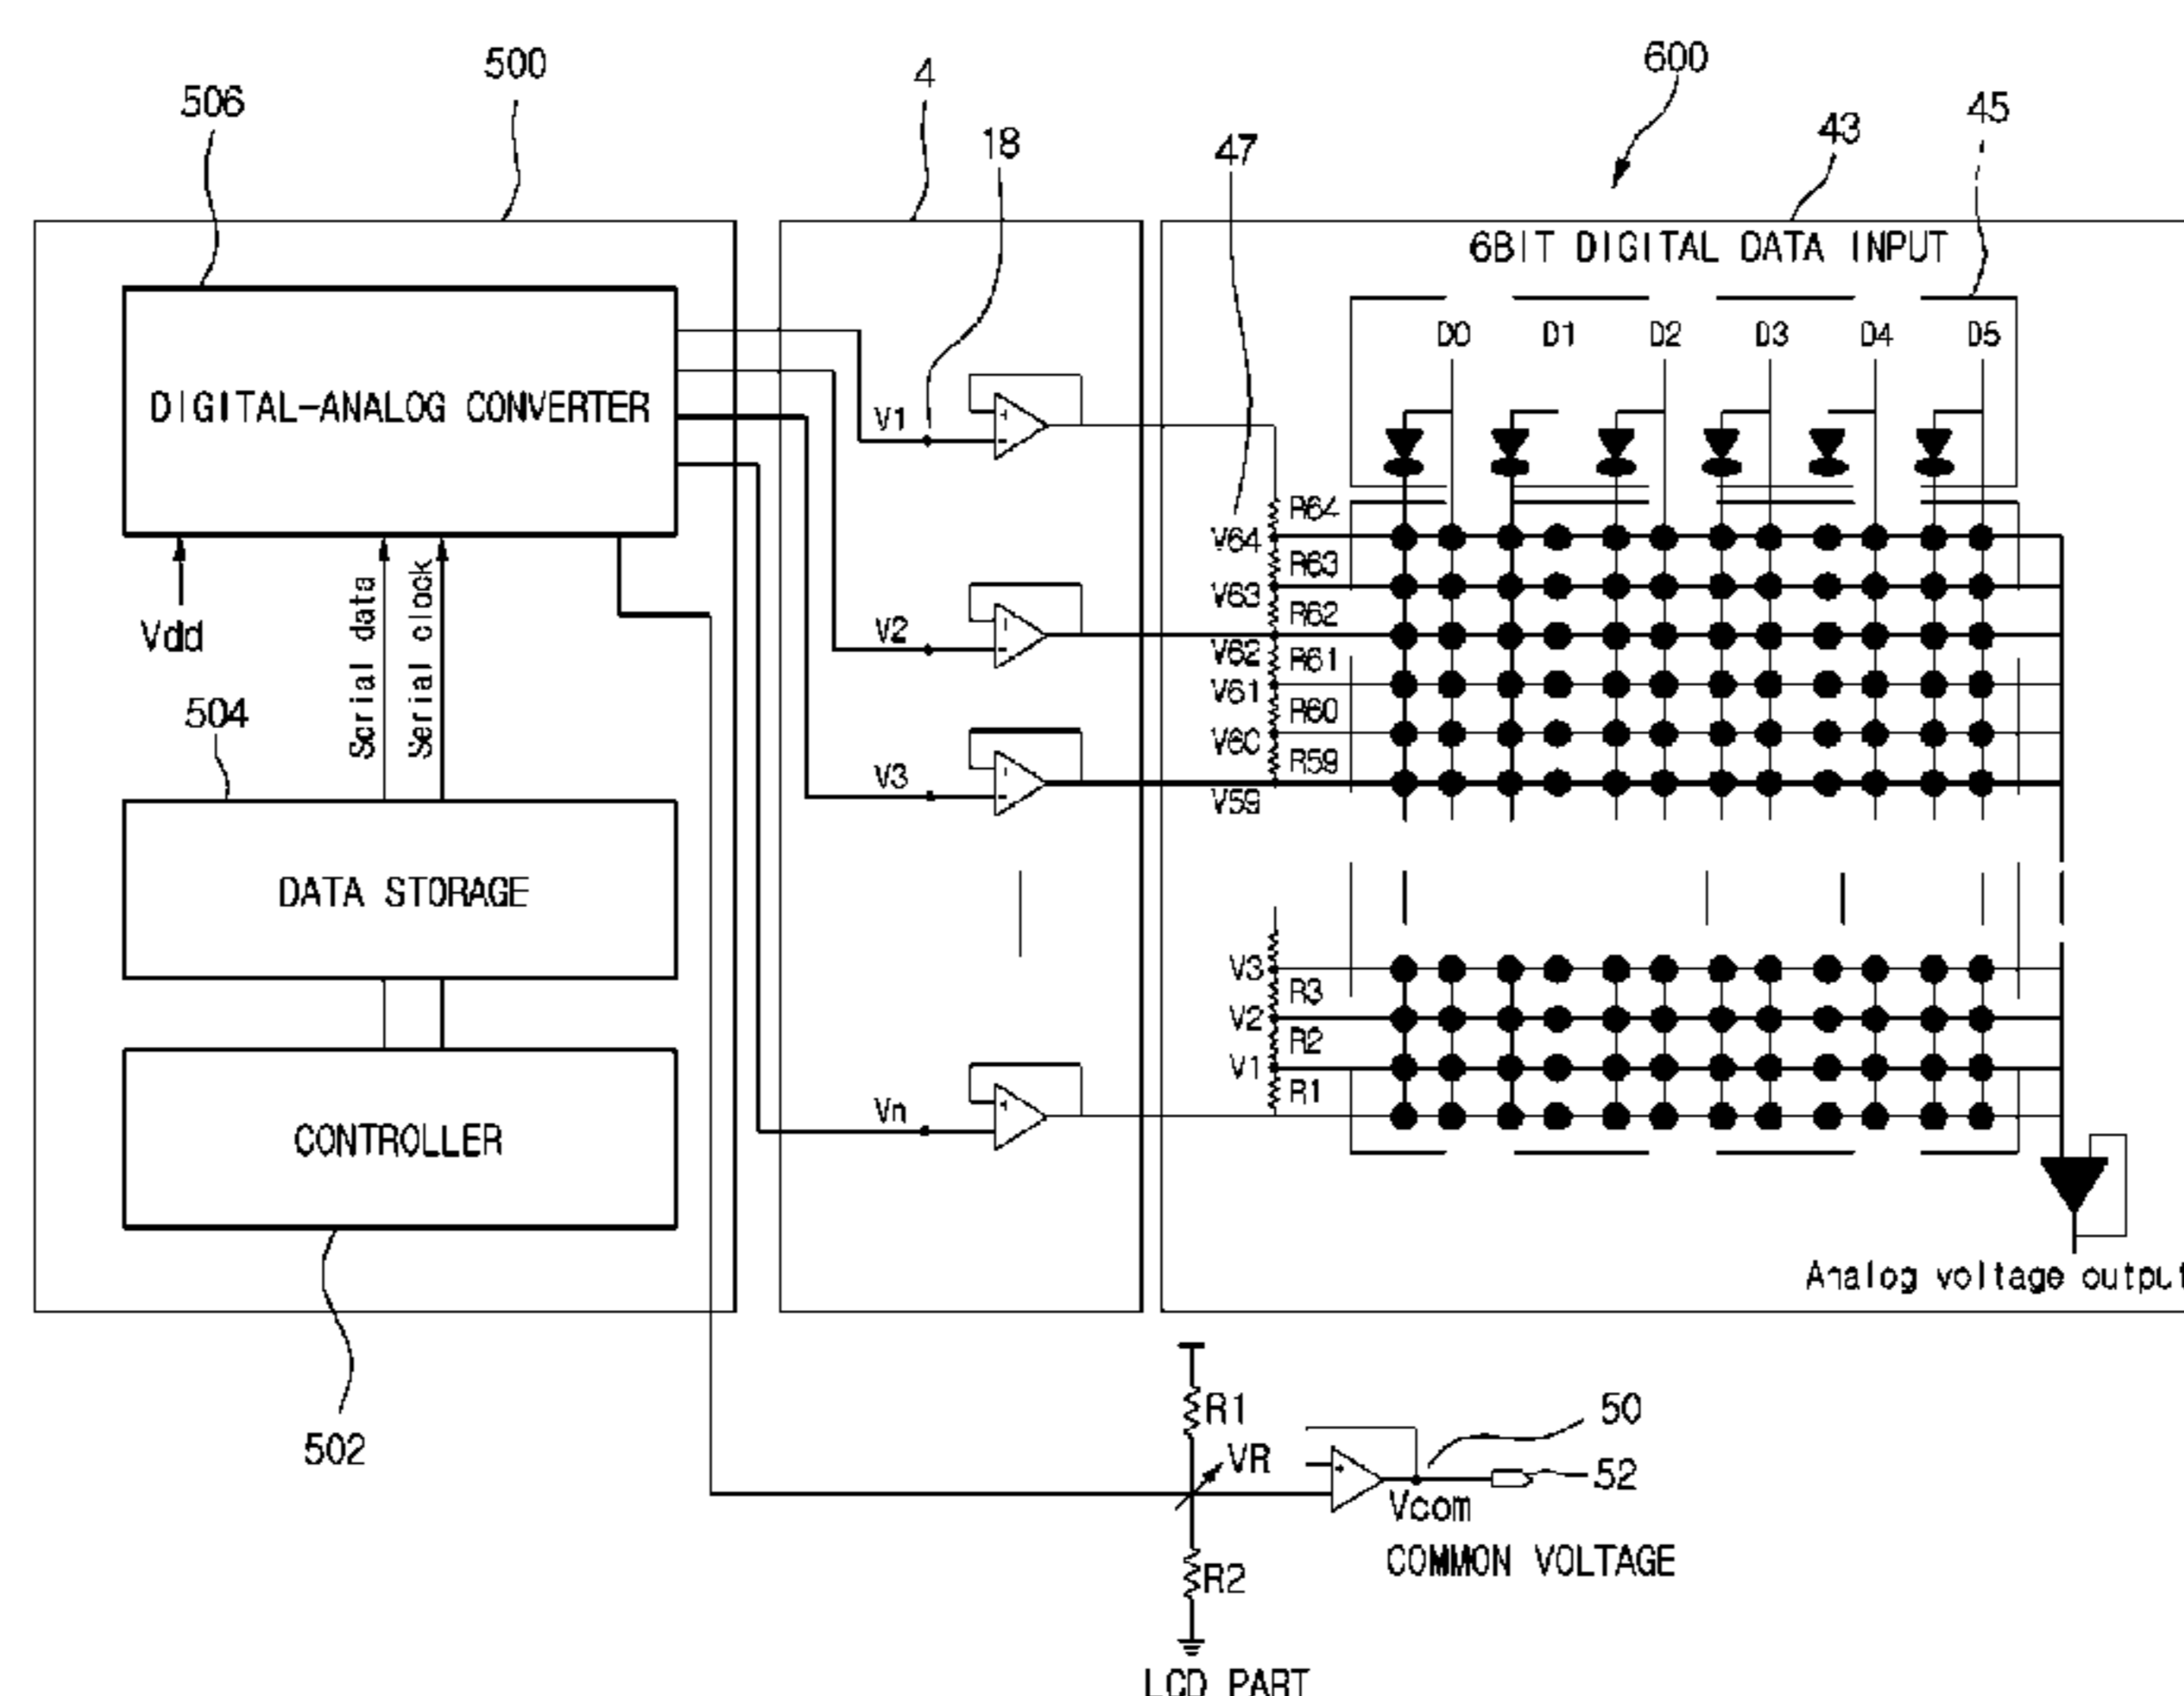 500
4
600
506
45
18
43
47
6BIT DIGITAL DATA INPUT
D0 D1 D2 D3 D4 D5
DIGITAL-ANALOG CONVERTER
V1
R64
V64
R63
V63
R62
V62
R61
V61
R60
V60
R59
V59
Vdd
Serial data
Serial clock
V2
504
V3
DATA STORAGE
V3
R3
V2
R2
V1
R1
Vn
CONTROLLER
Analog voltage output
502
R1
VR
50
52
Vcom
COMMON VOLTAGE
R2
LCD PART